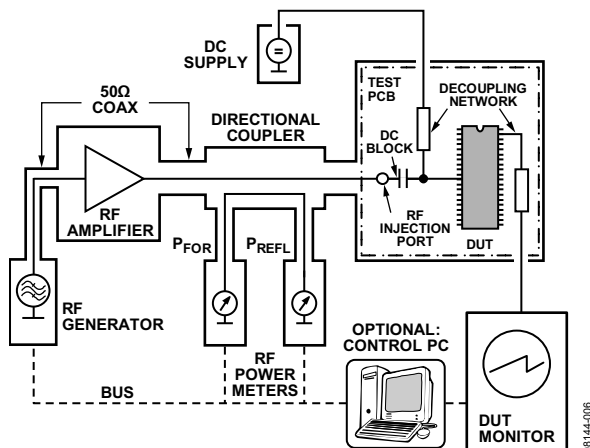 DC
SUPPLY
50Ω
COAX
DIRECTIONAL
COUPLER
TEST
PCB
DECOUPLING
NETWORK
DC
BLOCK
RF
AMPLIFIER
RF
INJECTION
PORT
DUT
PFOR
PREFL
RF
GENERATOR
OPTIONAL:
CONTROL PC
RF
POWER
METERS
BUS
DUT
MONITOR
8144-006